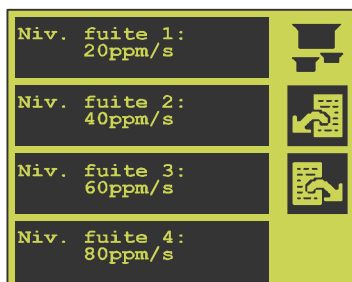 Niv. fuite 1:
20ppm/s
Niv. fuite 2:
40ppm/s
Niv. fuite 3:
60ppm/s
Niv. fuite 4:
80ppm/s